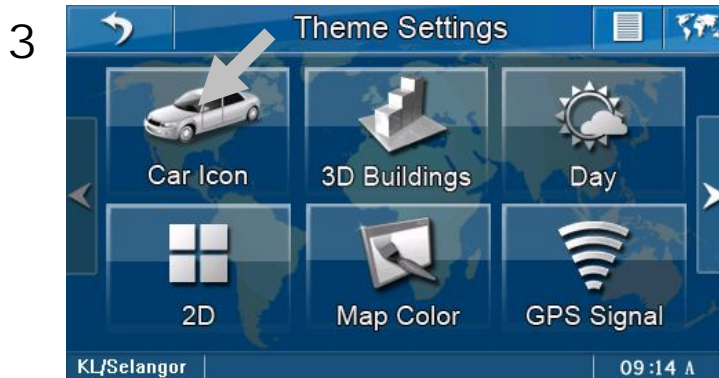 3
Theme Settings
Car Icon
3D Buildings
Day
2D
Map Color
GPS Signal
KL/Selangor
09:14 A